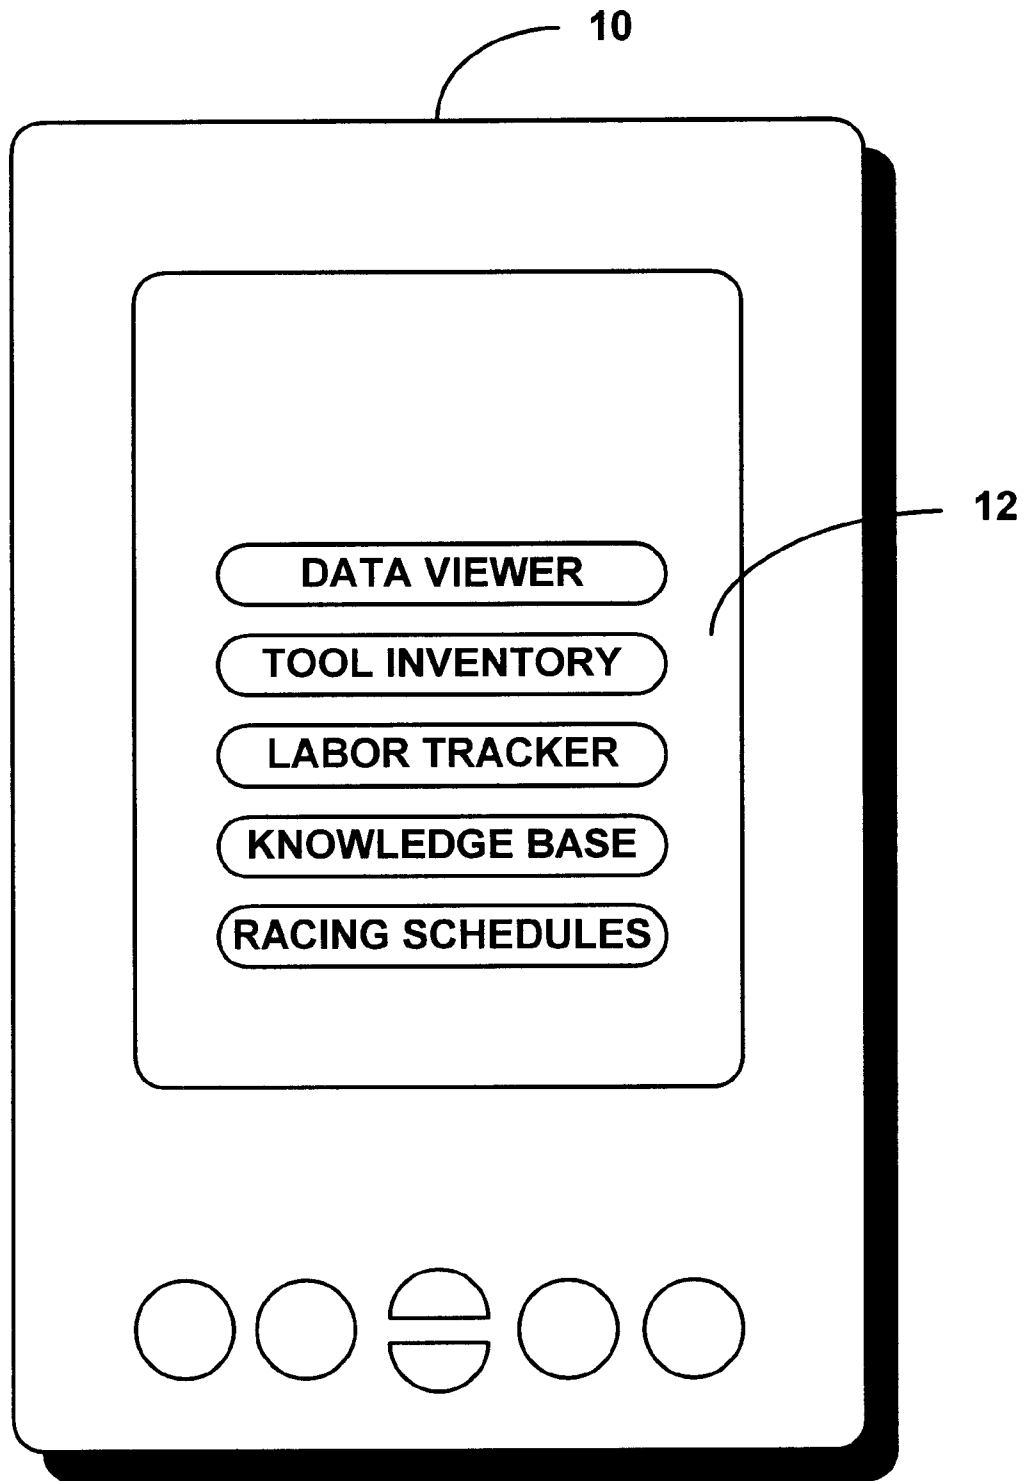 10
12
DATA VIEWER
TOOL INVENTORY
LABOR TRACKER
KNOWLEDGE BASE
RACING SCHEDULES